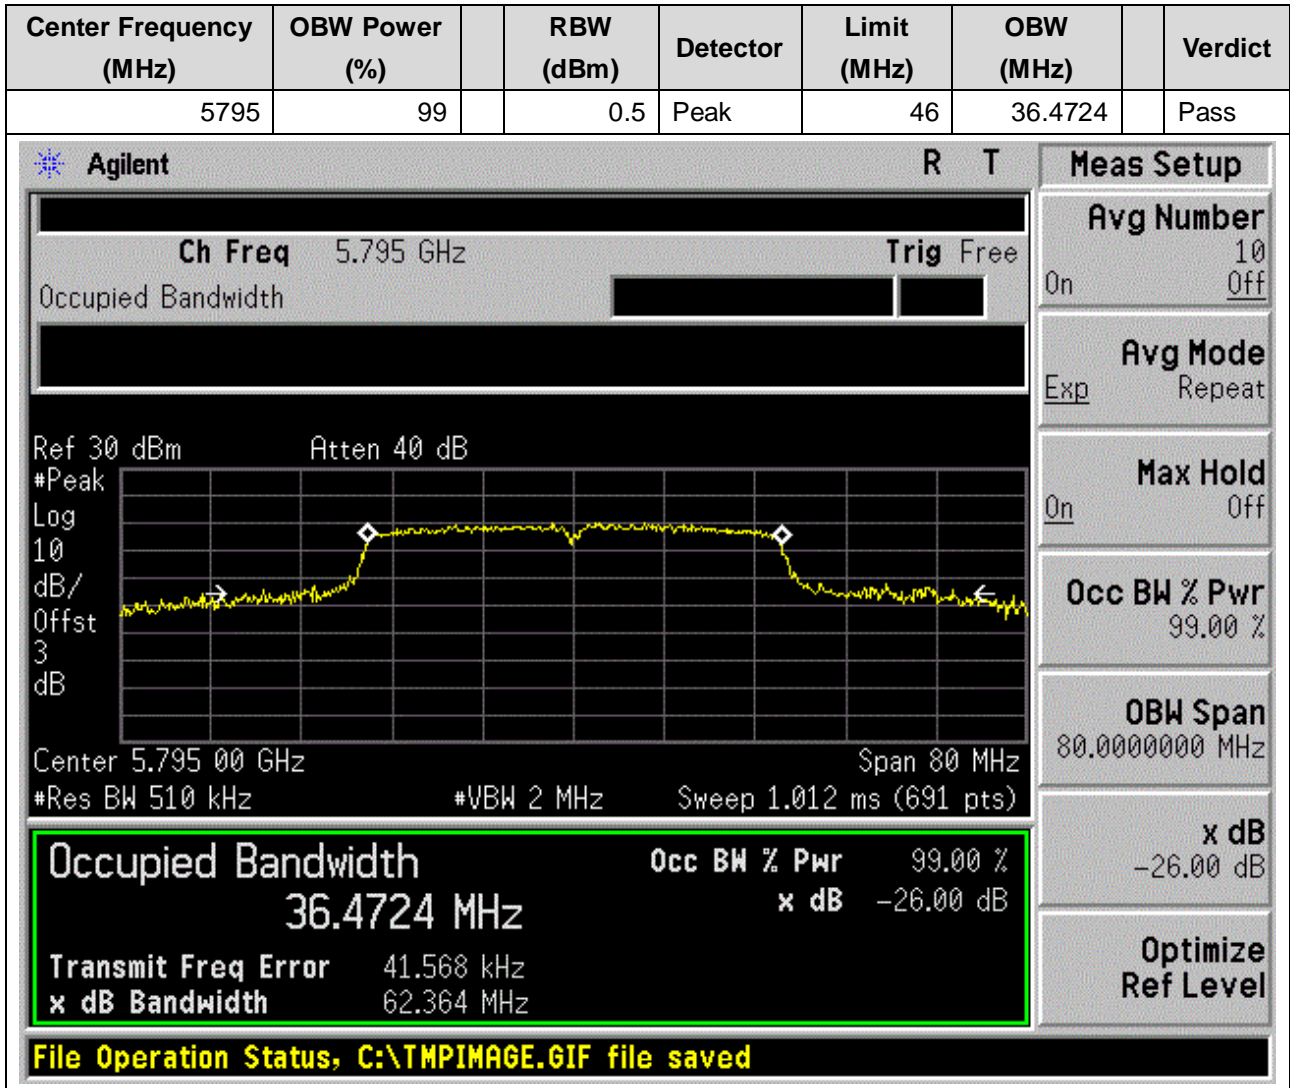 Center Frequency (MHz) OBW Power (%) RBW (dBm) Detector Limit (MHz) OBW (MHz) Verdict
5795 99 0.5 Peak 46 36.4724 Pass
Agilent R T
Ch Freq 5.795 GHz Trig Free
Occupied Bandwidth
Ref 30 dBm Atten 40 dB
#Peak
Log
10
dB/
Offst
3
dB
Center 5.795 00 GHz Span 80 MHz
#Res BW 510 kHz #VBW 2 MHz Sweep 1.012 ms (691 pts)
Occupied Bandwidth Occ BW % Pwr 99.00 %
36.4724 MHz x dB -26.00 dB
Transmit Freq Error 41.568 kHz
x dB Bandwidth 62.364 MHz
File Operation Status, C:\TMPIMAGE.GIF file saved
Meas Setup
Avg Number
10
On Off
Avg Mode
Exp Repeat
Max Hold
On Off
Occ BW % Pwr
99.00 %
OBW Span
80.0000000 MHz
x dB
-26.00 dB
Optimize
Ref Level